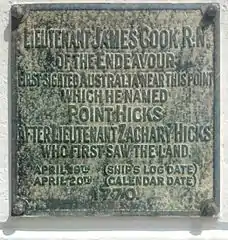 LIEUTENANT JAMES COOK R.N.
OF THE ENDEAVOUR
FIRST SIGHTED AUSTRALIA NEAR THIS POINT
WHICH HE NAMED
POINT HICKS
AFTER LIEUTENANT ZACHARY HICKS
WHO FIRST SAW THE LAND
APRIL 19TH (SHIP'S LOG DATE)
APRIL 20TH (CALENDAR DATE)
1770.